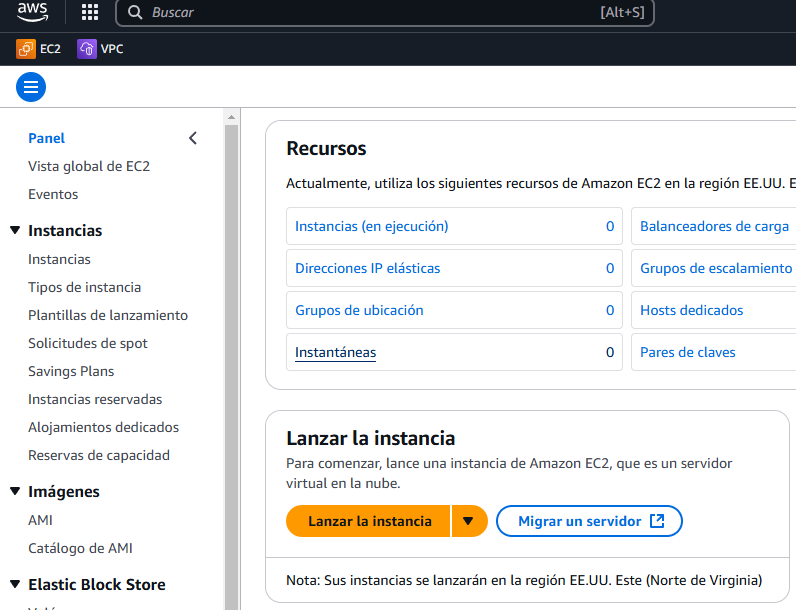 aws
Buscar [Alt+S]
EC2 VPC
Panel
Vista global de EC2
Eventos
Instancias
Instancias
Tipos de instancia
Plantillas de lanzamiento
Solicitudes de spot
Savings Plans
Instancias reservadas
Alojamientos dedicados
Reservas de capacidad
Imágenes
AMI
Catálogo de AMI
Elastic Block Store
Recursos
Actualmente, utiliza los siguientes recursos de Amazon EC2 en la región EE.UU. E
Instancias (en ejecución) 0 Balanceadores de carga
Direcciones IP elásticas 0 Grupos de escalamiento
Grupos de ubicación 0 Hosts dedicados
Instantáneas 0 Pares de claves
Lanzar la instancia
Para comenzar, lance una instancia de Amazon EC2, que es un servidor
virtual en la nube.
Lanzar la instancia Migrar un servidor
Nota: Sus instancias se lanzarán en la región EE.UU. Este (Norte de Virginia)